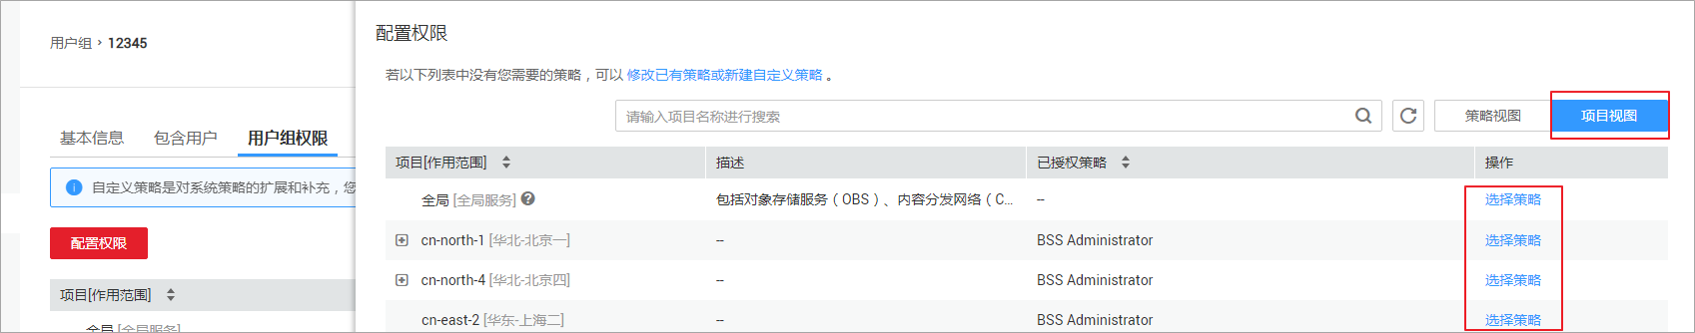 用户组 › 12345
基本信息 包含用户 用户组权限
自定义策略是对系统策略的扩展和补充，您
配置权限
项目[作用范围]
全局 [全局服务]
配置权限
若以下列表中没有您需要的策略，可以 修改已有策略或新建自定义策略 。
请输入项目名称进行搜索 策略视图 项目视图
项目[作用范围] 描述 已授权策略 操作
全局 [全局服务] 包括对象存储服务（OBS）、内容分发网络（C... -- 选择策略
cn-north-1 [华北-北京一] -- BSS Administrator 选择策略
cn-north-4 [华北-北京四] -- BSS Administrator 选择策略
cn-east-2 [华东-上海二] -- BSS Administrator 选择策略